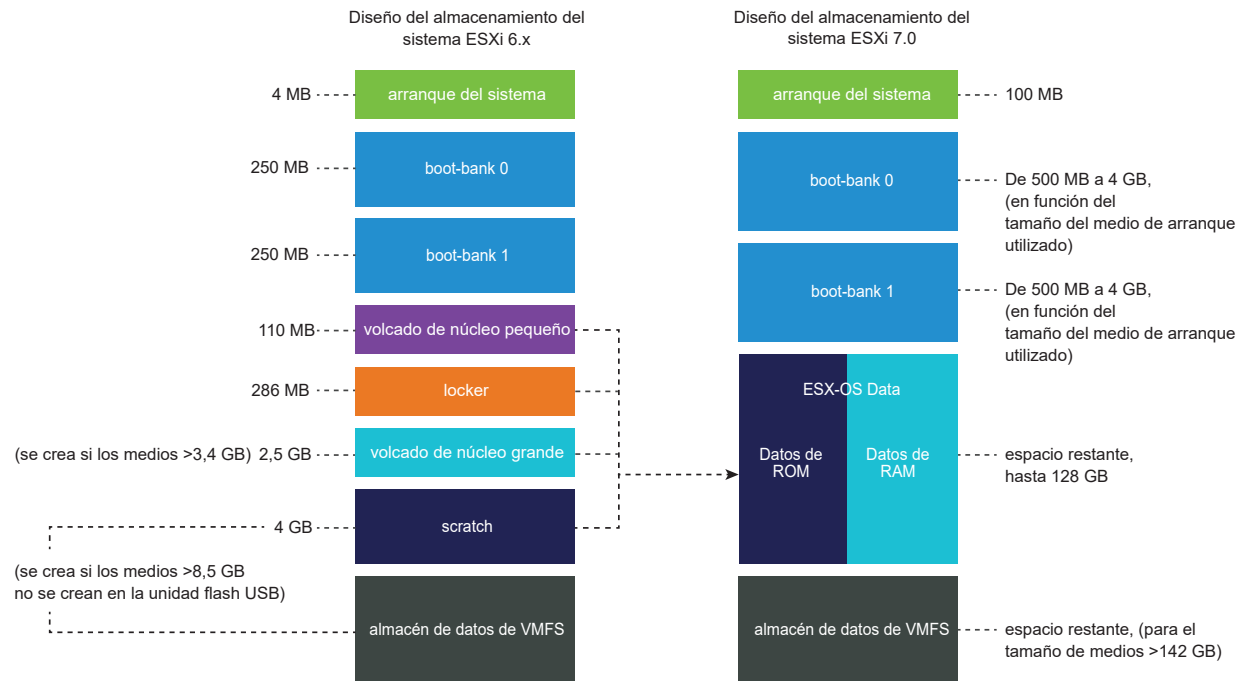 Diseño del almacenamiento del
sistema ESXi 6.x
4 MB
arranque del sistema
250 MB
boot-bank 0
250 MB
boot-bank 1
110 MB
volcado de núcleo pequeño
286 MB
locker
(se crea si los medios >3,4 GB) 2,5 GB
volcado de núcleo grande
4 GB
scratch
(se crea si los medios >8,5 GB
no se crean en la unidad flash USB)
almacén de datos de VMFS
Diseño del almacenamiento del
sistema ESXi 7.0
arranque del sistema
100 MB
boot-bank 0
De 500 MB a 4 GB,
(en función del
tamaño del medio de arranque
utilizado)
boot-bank 1
De 500 MB a 4 GB,
(en función del
tamaño del medio de arranque
utilizado)
ESX-OS Data
Datos de
ROM
Datos de
RAM
espacio restante,
hasta 128 GB
almacén de datos de VMFS
espacio restante, (para el
tamaño de medios >142 GB)